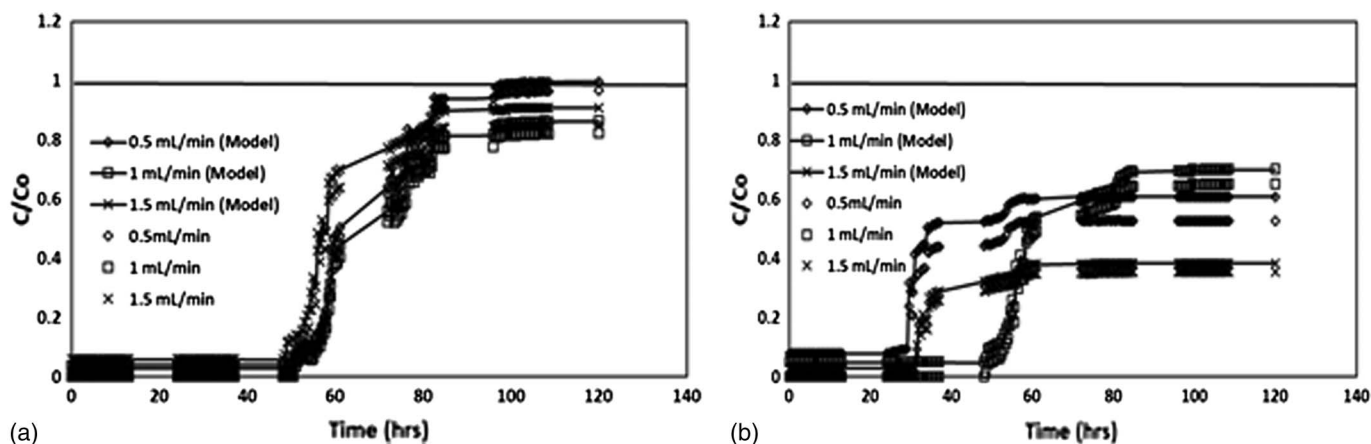 1.2
1
0.8
0.6
0.4
0.2
0
C/Co
0.5 mL/min (Model)
1 mL/min (Model)
1.5 mL/min (Model)
0.5mL/min
1 mL/min
1.5 mL/min
0 20 40 60 80 100 120 140
Time (hrs)
(a)
1.2
1
0.8
0.6
0.4
0.2
0
C/Co
0.5 mL/min (Model)
1 mL/min (Model)
1.5 mL/min (Model)
0.5 mL/min
1 mL/min
1.5 mL/min
0 20 40 60 80 100 120 140
Time (hrs)
(b)